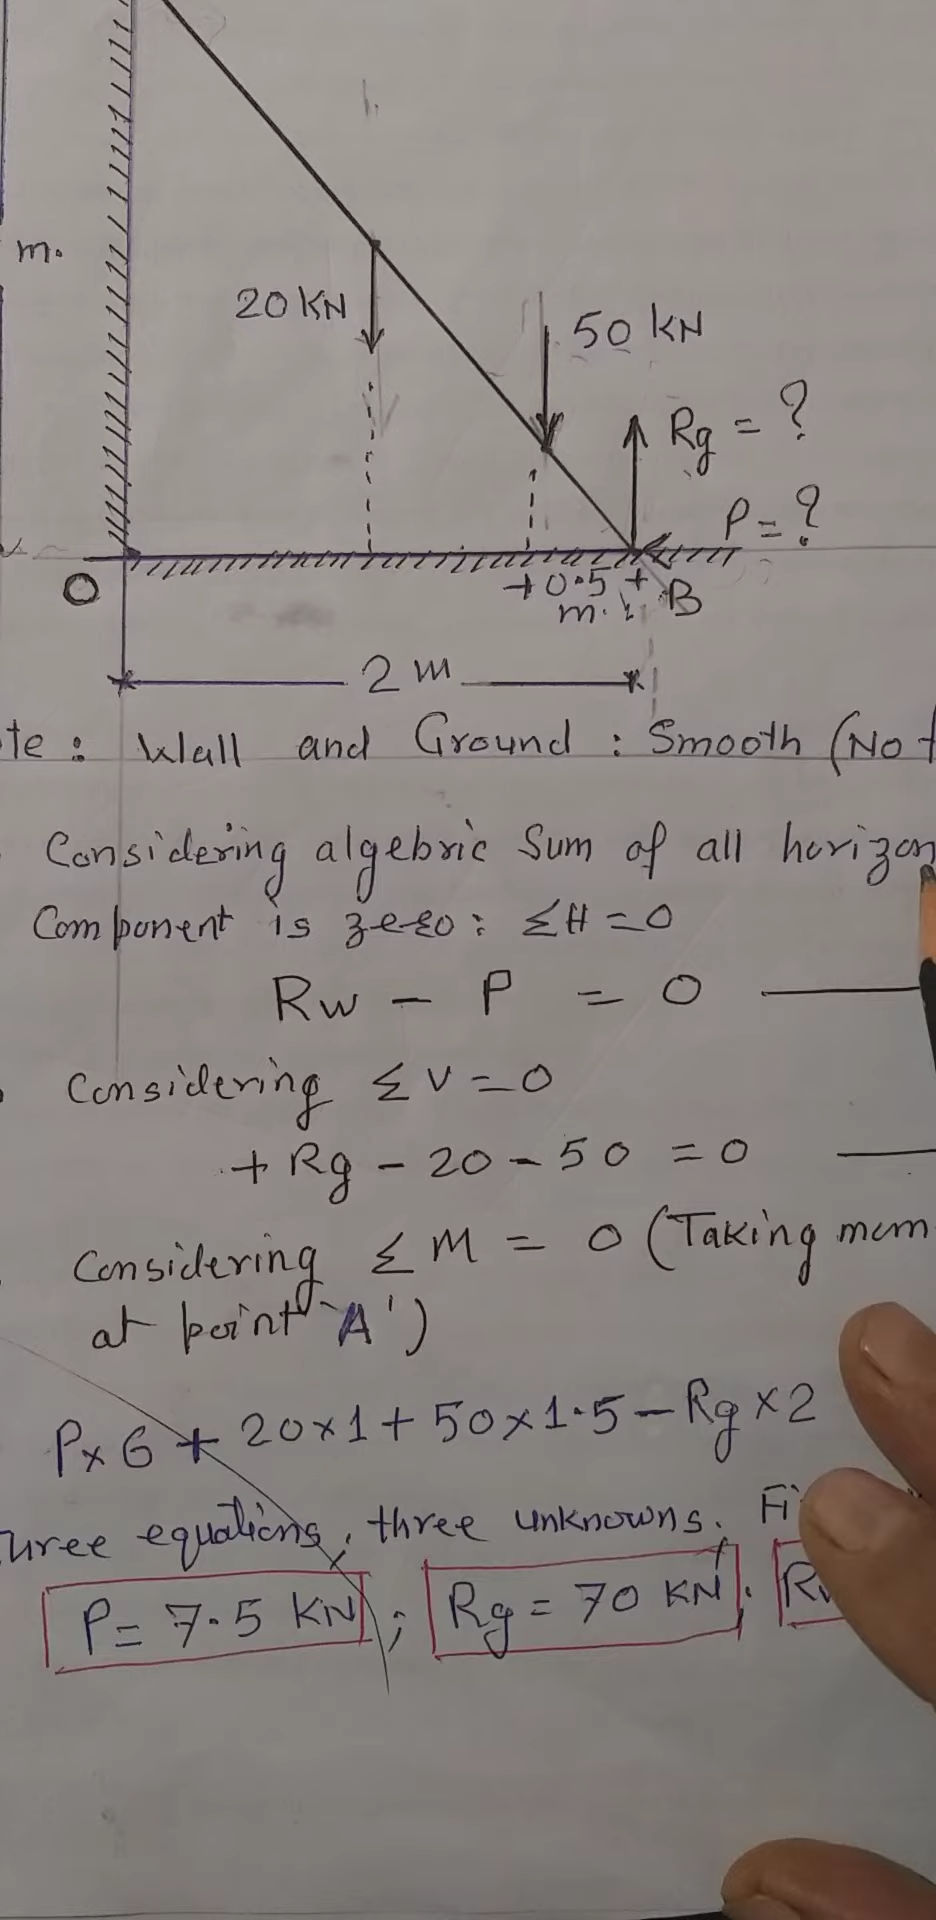 m.
20 KN
50 KN
Rg = ?
P = ?
O
0.5
m.
B
2 m
te : Wall and Ground : Smooth (No f
Considering algebric Sum of all horizon
Component is zero : ΣH = 0
Rw - P = 0
Considering ΣV = 0
+ Rg - 20 - 50 = 0
Considering ΣM = 0 (Taking mom
at point 'A')
P x 6 + 20 x 1 + 50 x 1.5 - Rg x 2
three equations, three unknowns. Fi
P = 7.5 KN ; Rg = 70 KN ; R